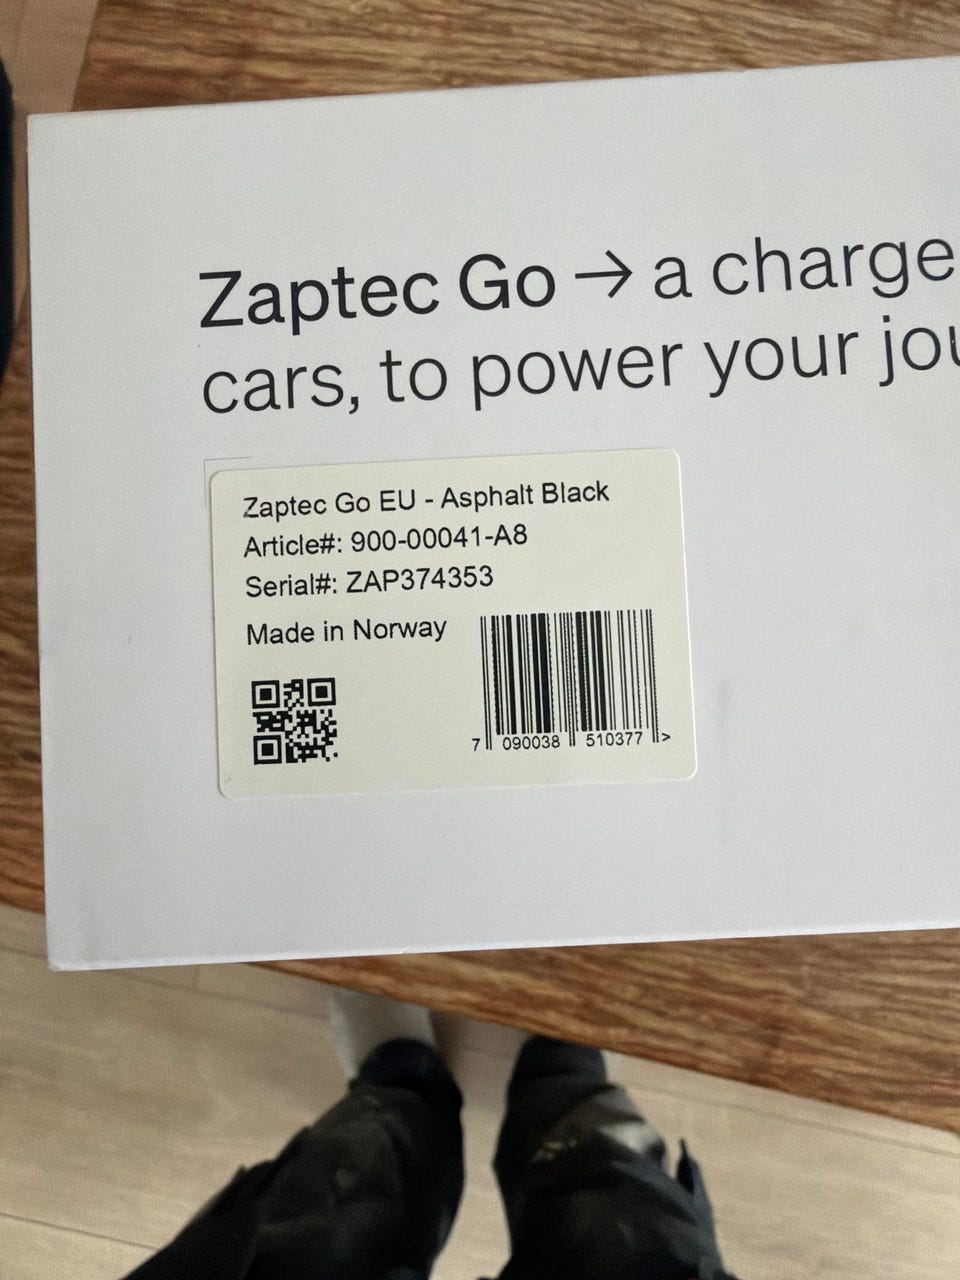 Zaptec Go → a charge
cars, to power your jou
Zaptec Go EU - Asphalt Black
Article#: 900-00041-A8
Serial#: ZAP374353
Made in Norway
7 090038 510377 >